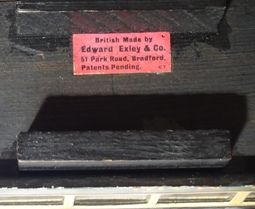 British Made by
Edward Exley & Co.
51 Park Road, Bradford.
Patents Pending.